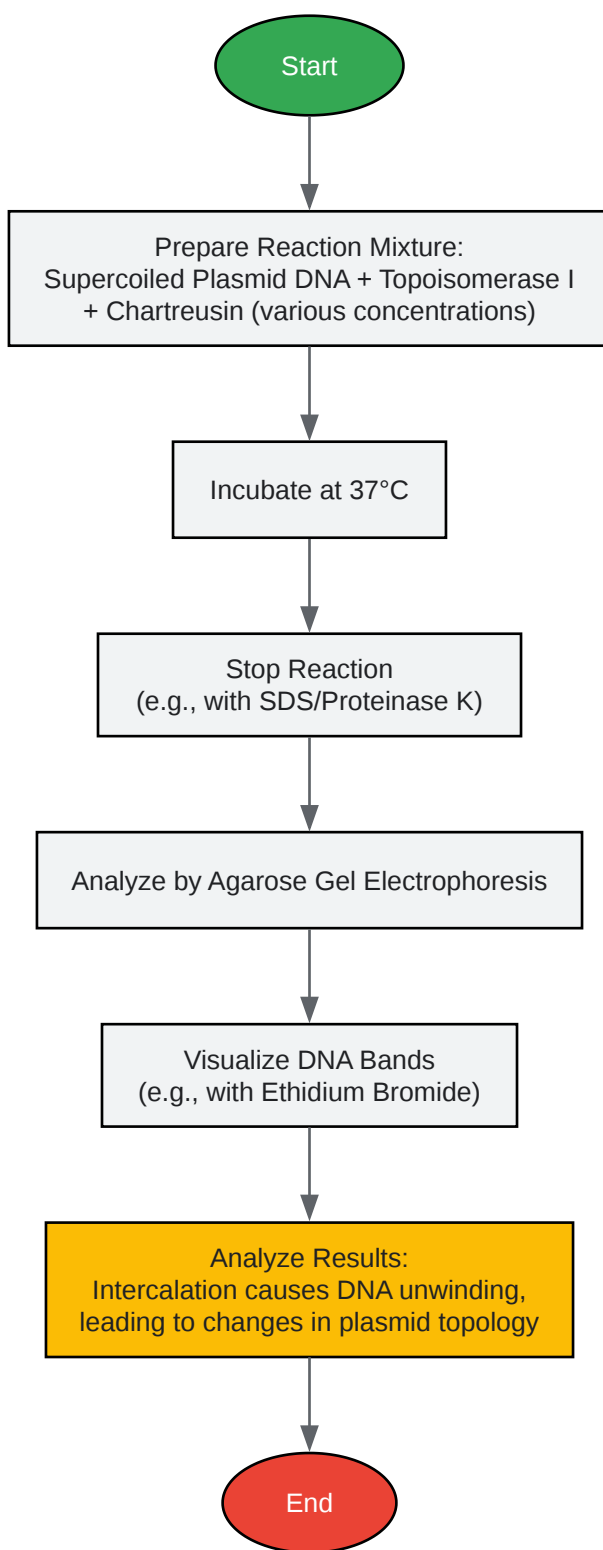 Start
Prepare Reaction Mixture:
Supercoiled Plasmid DNA + Topoisomerase I
+ Chartreusin (various concentrations)
Incubate at 37°C
Stop Reaction
(e.g., with SDS/Proteinase K)
Analyze by Agarose Gel Electrophoresis
Visualize DNA Bands
(e.g., with Ethidium Bromide)
Analyze Results:
Intercalation causes DNA unwinding,
leading to changes in plasmid topology
End